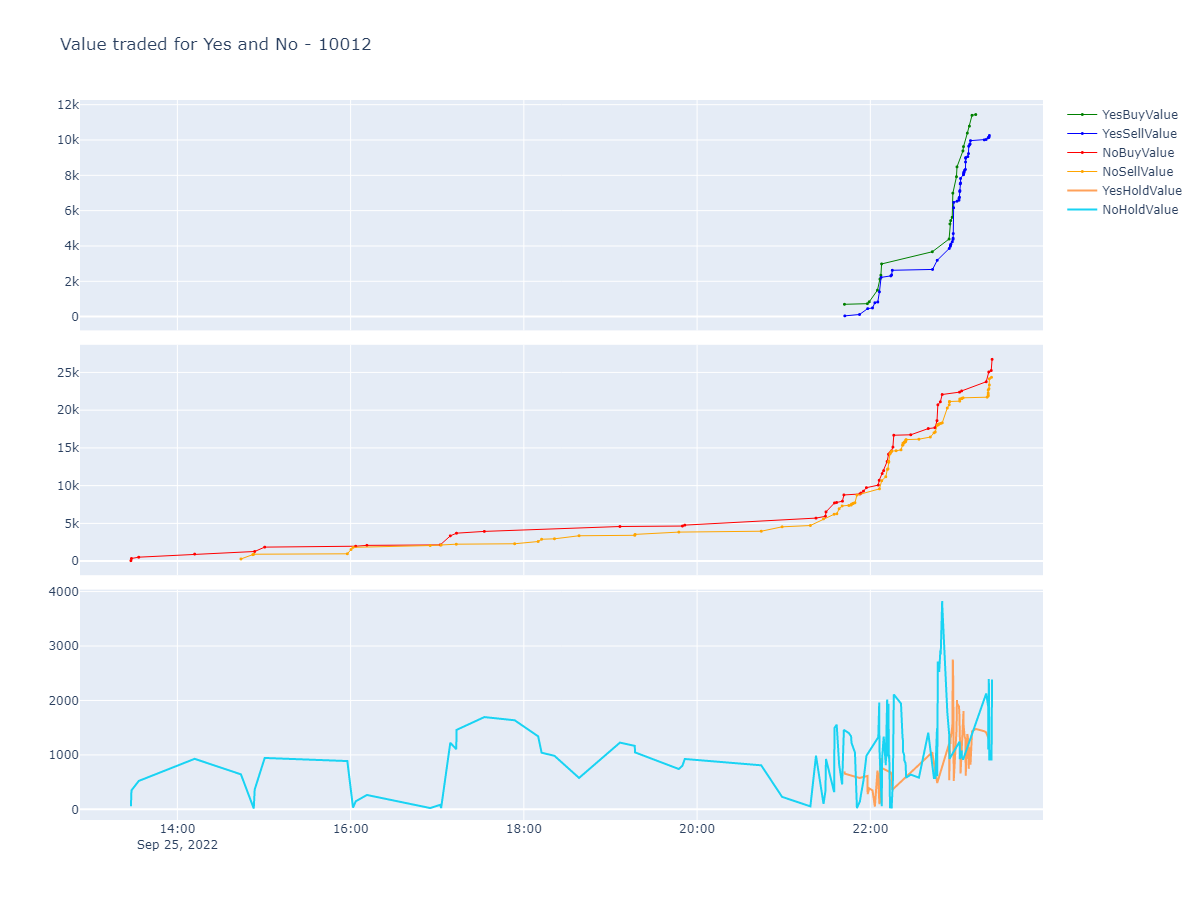 Value traded for Yes and No - 10012
12k
10k
8k
6k
4k
2k
0
YesBuyValue
YesSellValue
NoBuyValue
NoSellValue
YesHoldValue
NoHoldValue
25k
20k
15k
10k
5k
0
4000
3000
2000
1000
0
14:00 16:00 18:00 20:00 22:00
Sep 25, 2022